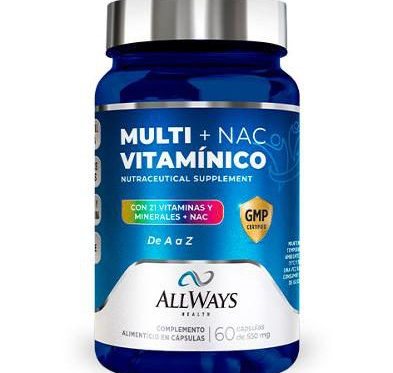 MULTI + NAC
VITAMÍNICO
NUTRACEUTICAL SUPPLEMENT
CON 21 VITAMINAS Y
MINERALES + NAC
GMP
CERTIFIED
De A a Z
ALLWAYS
HEALTH
COMPLEMENTO
ALIMENTICIO EN CÁPSULAS
60 cápsulas
de 550 mg